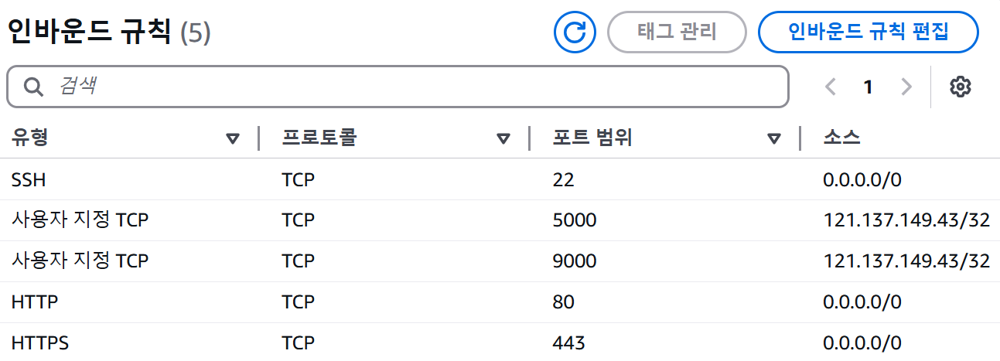 인바운드 규칙 (5) 태그 관리 인바운드 규칙 편집
검색 1
유형 프로토콜 포트 범위 소스
SSH TCP 22 0.0.0.0/0
사용자 지정 TCP TCP 5000 121.137.149.43/32
사용자 지정 TCP TCP 9000 121.137.149.43/32
HTTP TCP 80 0.0.0.0/0
HTTPS TCP 443 0.0.0.0/0